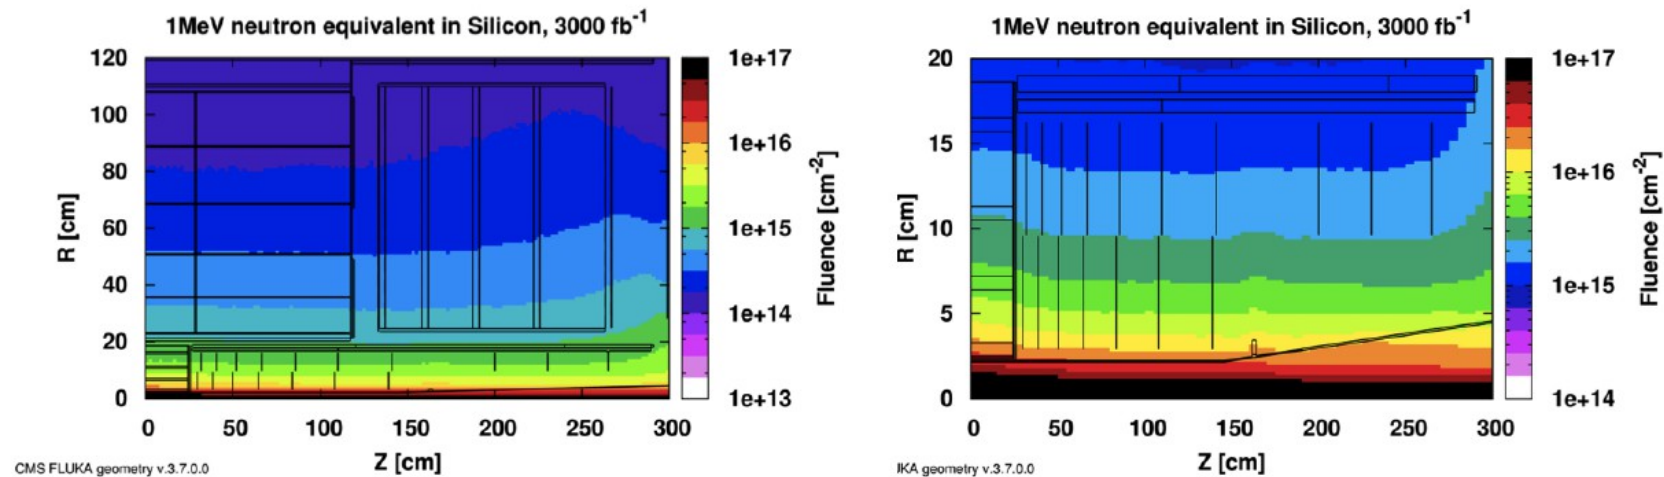 1MeV neutron equivalent in Silicon, 3000 fb⁻¹
120
100
80
60
40
20
0
R [cm]
0 50 100 150 200 250 300
Z [cm]
1e+17
1e+16
1e+15
1e+14
1e+13
Fluence [cm⁻²]
CMS FLUKA geometry v.3.7.0.0
1MeV neutron equivalent in Silicon, 3000 fb⁻¹
20
15
10
5
0
R [cm]
0 50 100 150 200 250 300
Z [cm]
1e+17
1e+16
1e+15
1e+14
Fluence [cm⁻²]
IKA geometry v.3.7.0.0